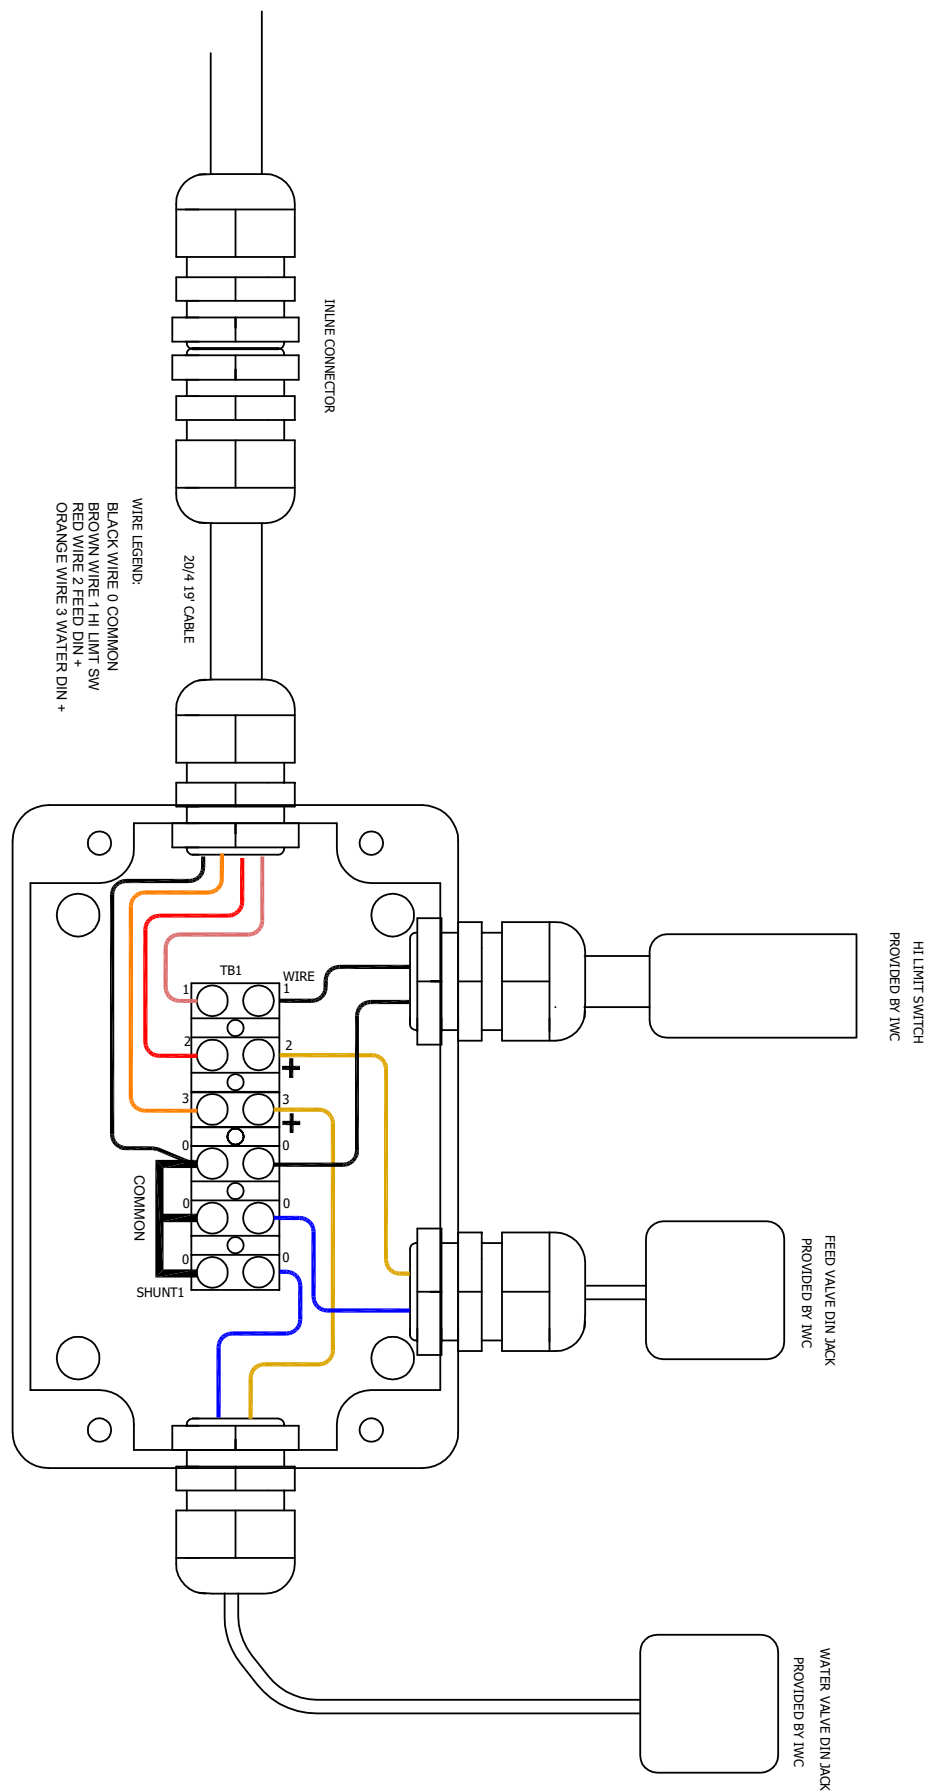 INLNE CONNECTOR
WIRE LEGEND:
BLACK WIRE 0 COMMON
BROWN WIRE 1 HI LIMT SW
RED WIRE 2 FEED DIN +
ORANGE WIRE 3 WATER DIN +
20/4 19' CABLE
HI LIMIT SWITCH
PROVIDED BY IWC
TB1
WIRE
1 1
2 2
+
3 3
+
0 0
COMMON
0 0
0 0
SHUNT1
FEED VALVE DIN JACK
PROVIDED BY IWC
WATER VALVE DIN JACK
PROVIDED BY IWC